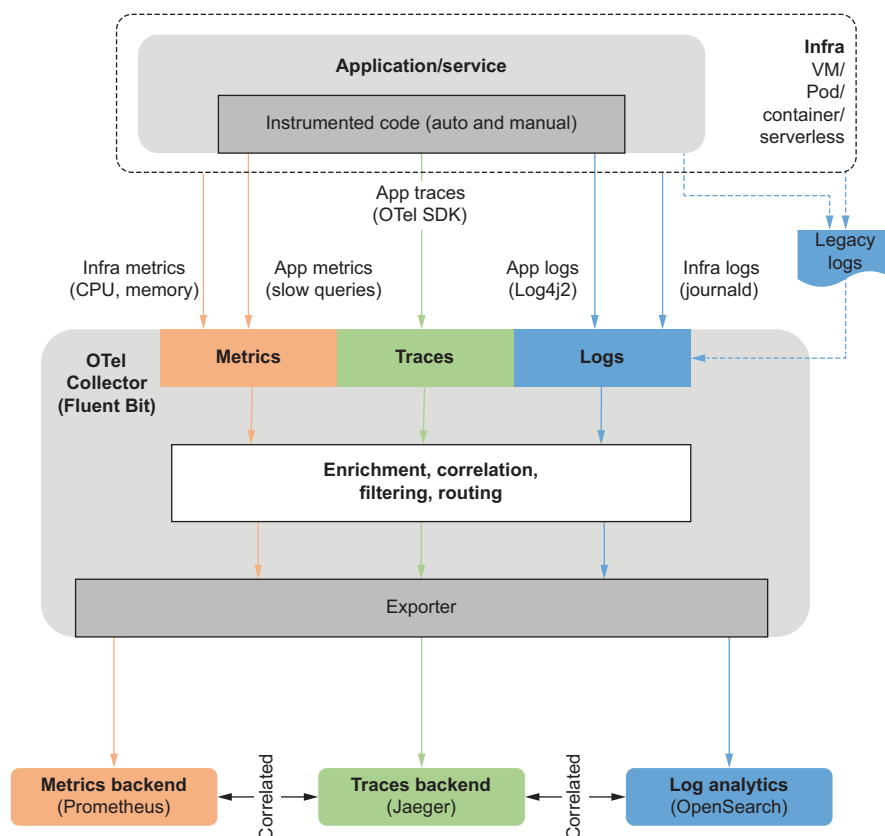 Application/service
Infra
VM/
Pod/
container/
serverless
Instrumented code (auto and manual)
App traces
(OTel SDK)
Legacy
logs
Infra metrics
(CPU, memory)
App metrics
(slow queries)
App logs
(Log4j2)
Infra logs
(journald)
OTel
Collector
(Fluent Bit)
Metrics
Traces
Logs
Enrichment, correlation,
filtering, routing
Exporter
Metrics backend
(Prometheus)
Correlated
Traces backend
(Jaeger)
Correlated
Log analytics
(OpenSearch)